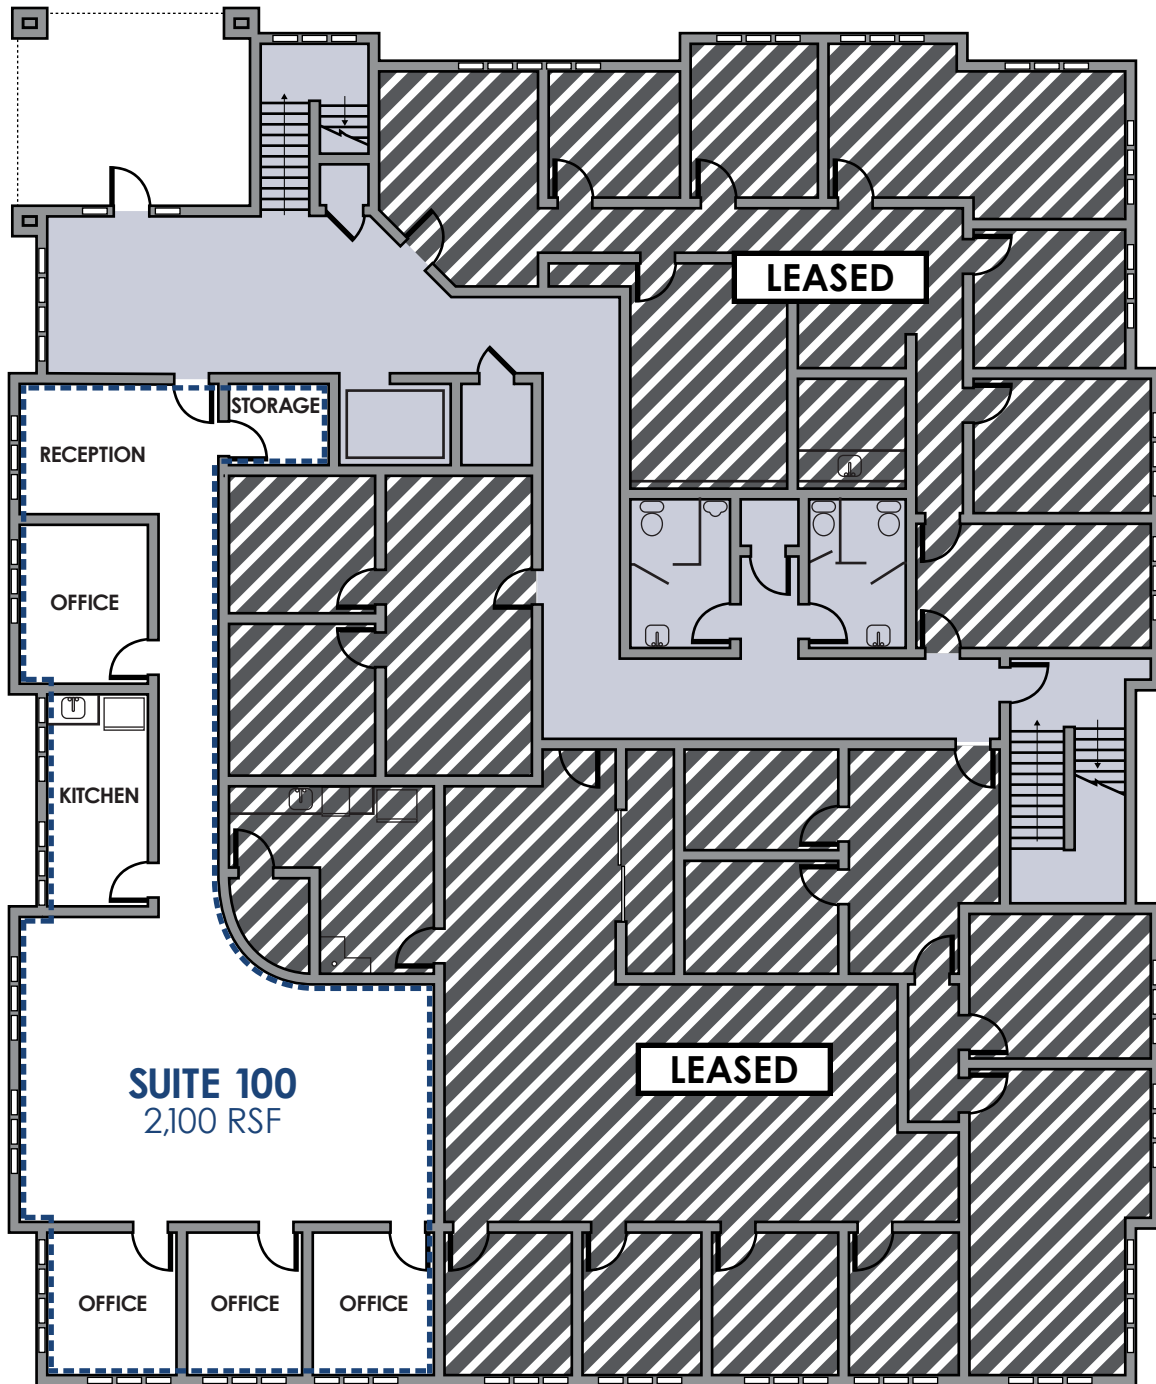 LEASED
STORAGE
RECEPTION
OFFICE
KITCHEN
LEASED
SUITE 100
2,100 RSF
OFFICE
OFFICE
OFFICE